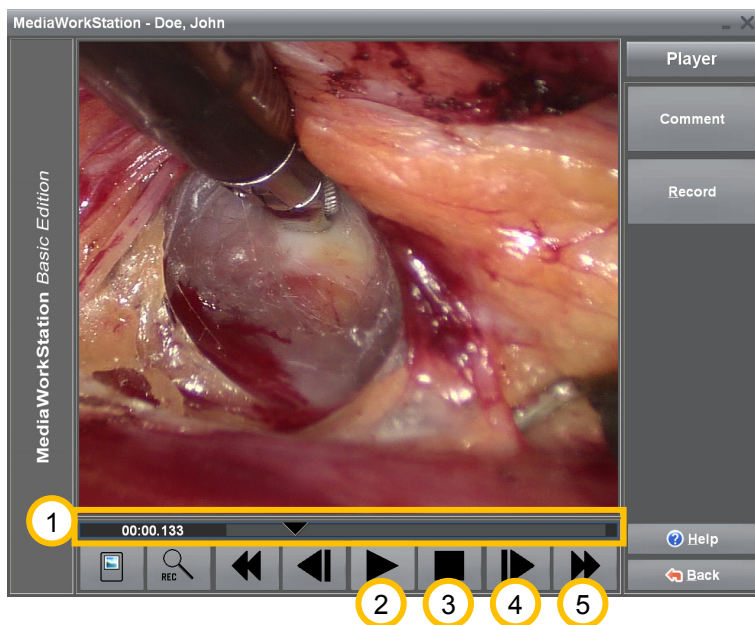 MediaWorkStation - Doe, John
Player
Comment
Record
MediaWorkStation Basic Edition
1
00:00.133
REC
Help
Back
2
3
4
5